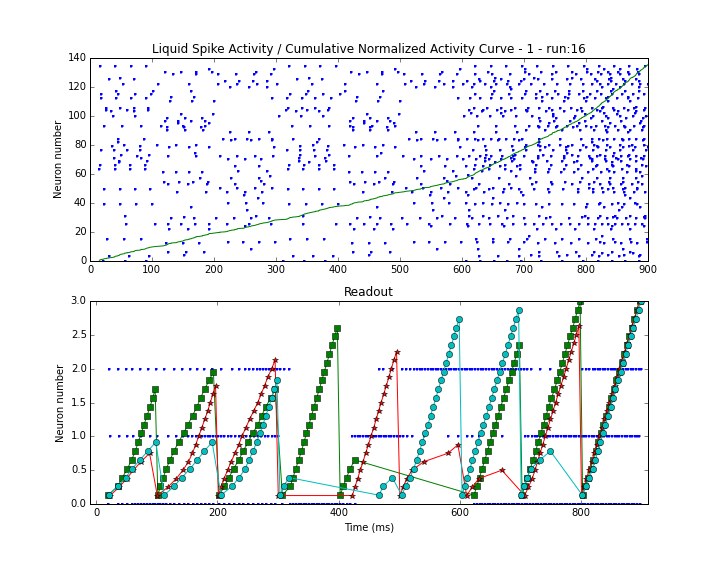 Liquid Spike Activity / Cumulative Normalized Activity Curve - 1 - run:16
Neuron number
140
120
100
80
60
40
20
0
0 100 200 300 400 500 600 700 800 900
Readout
Neuron number
3.0
2.5
2.0
1.5
1.0
0.5
0.0
0 200 400 600 800
Time (ms)